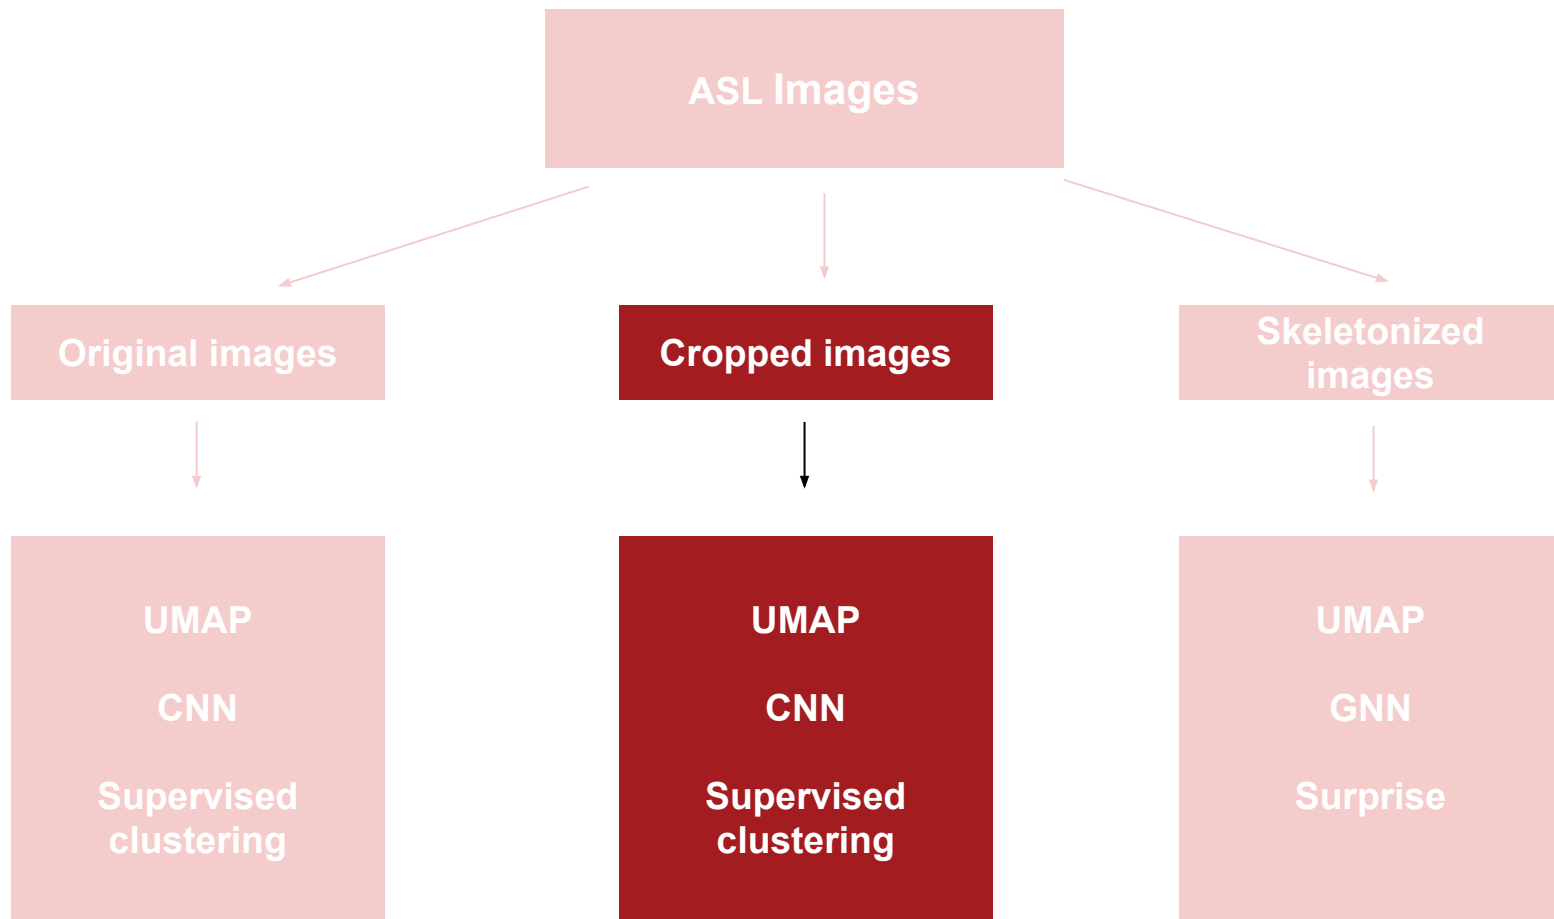 ASL Images
Original images
Cropped images
Skeletonized
images
UMAP
CNN
Supervised
clustering
UMAP
CNN
Supervised
clustering
UMAP
GNN
Surprise